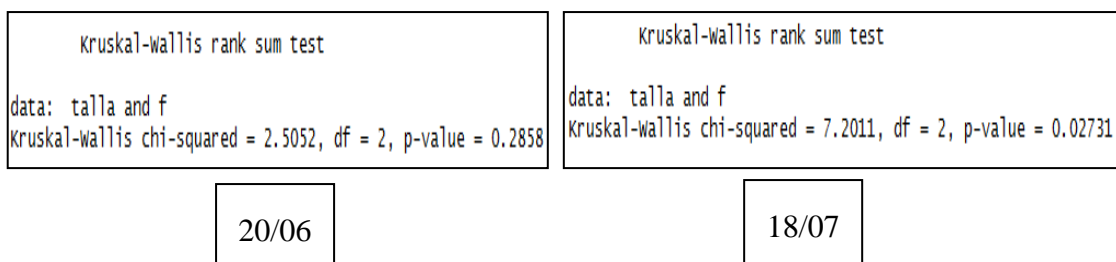 Kruskal-Wallis rank sum test
data: talla and f
Kruskal-Wallis chi-squared = 2.5052, df = 2, p-value = 0.2858
20/06
Kruskal-Wallis rank sum test
data: talla and f
Kruskal-Wallis chi-squared = 7.2011, df = 2, p-value = 0.02731
18/07